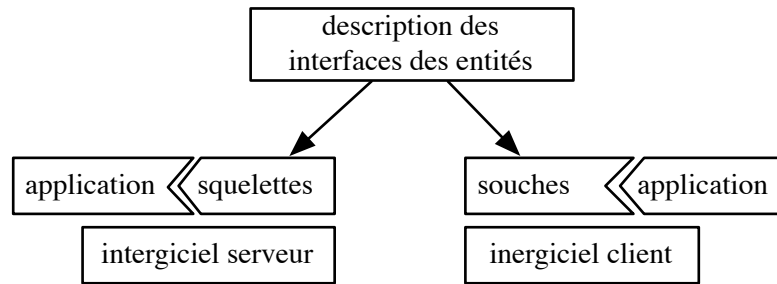 description des
interfaces des entités
application squelettes souches application
intergiciel serveur inergiciel client